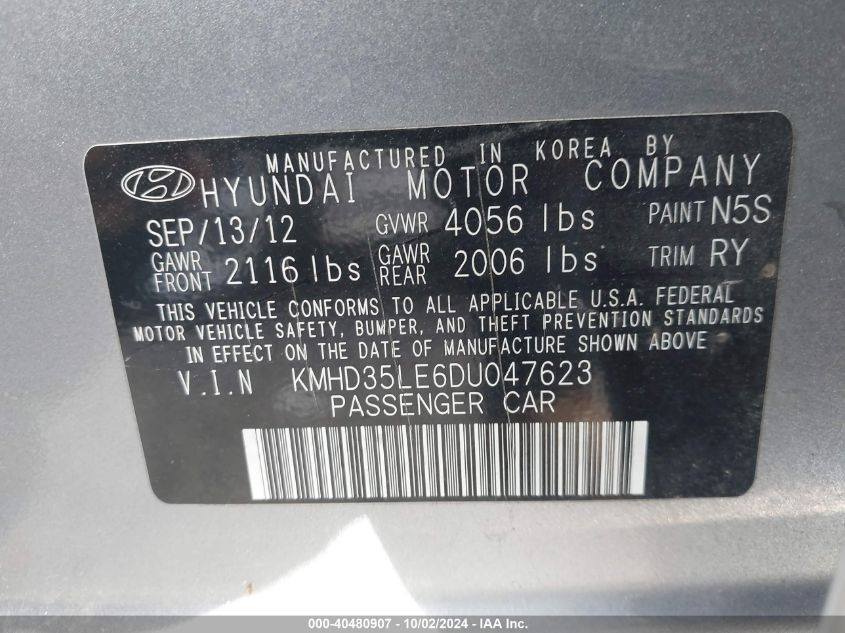 MANUFACTURED IN KOREA BY
HYUNDAI MOTOR COMPANY
SEP/13/12 GVWR 4056 lbs PAINT N5S
GAWR FRONT 2116 lbs GAWR REAR 2006 lbs TRIM RY
THIS VEHICLE CONFORMS TO ALL APPLICABLE U.S.A. FEDERAL
MOTOR VEHICLE SAFETY, BUMPER, AND THEFT PREVENTION STANDARDS
IN EFFECT ON THE DATE OF MANUFACTURE SHOWN ABOVE
V.I.N KMHD35LE6DU047623
PASSENGER CAR
000-40480907 - 10/02/2024 - IAA Inc.